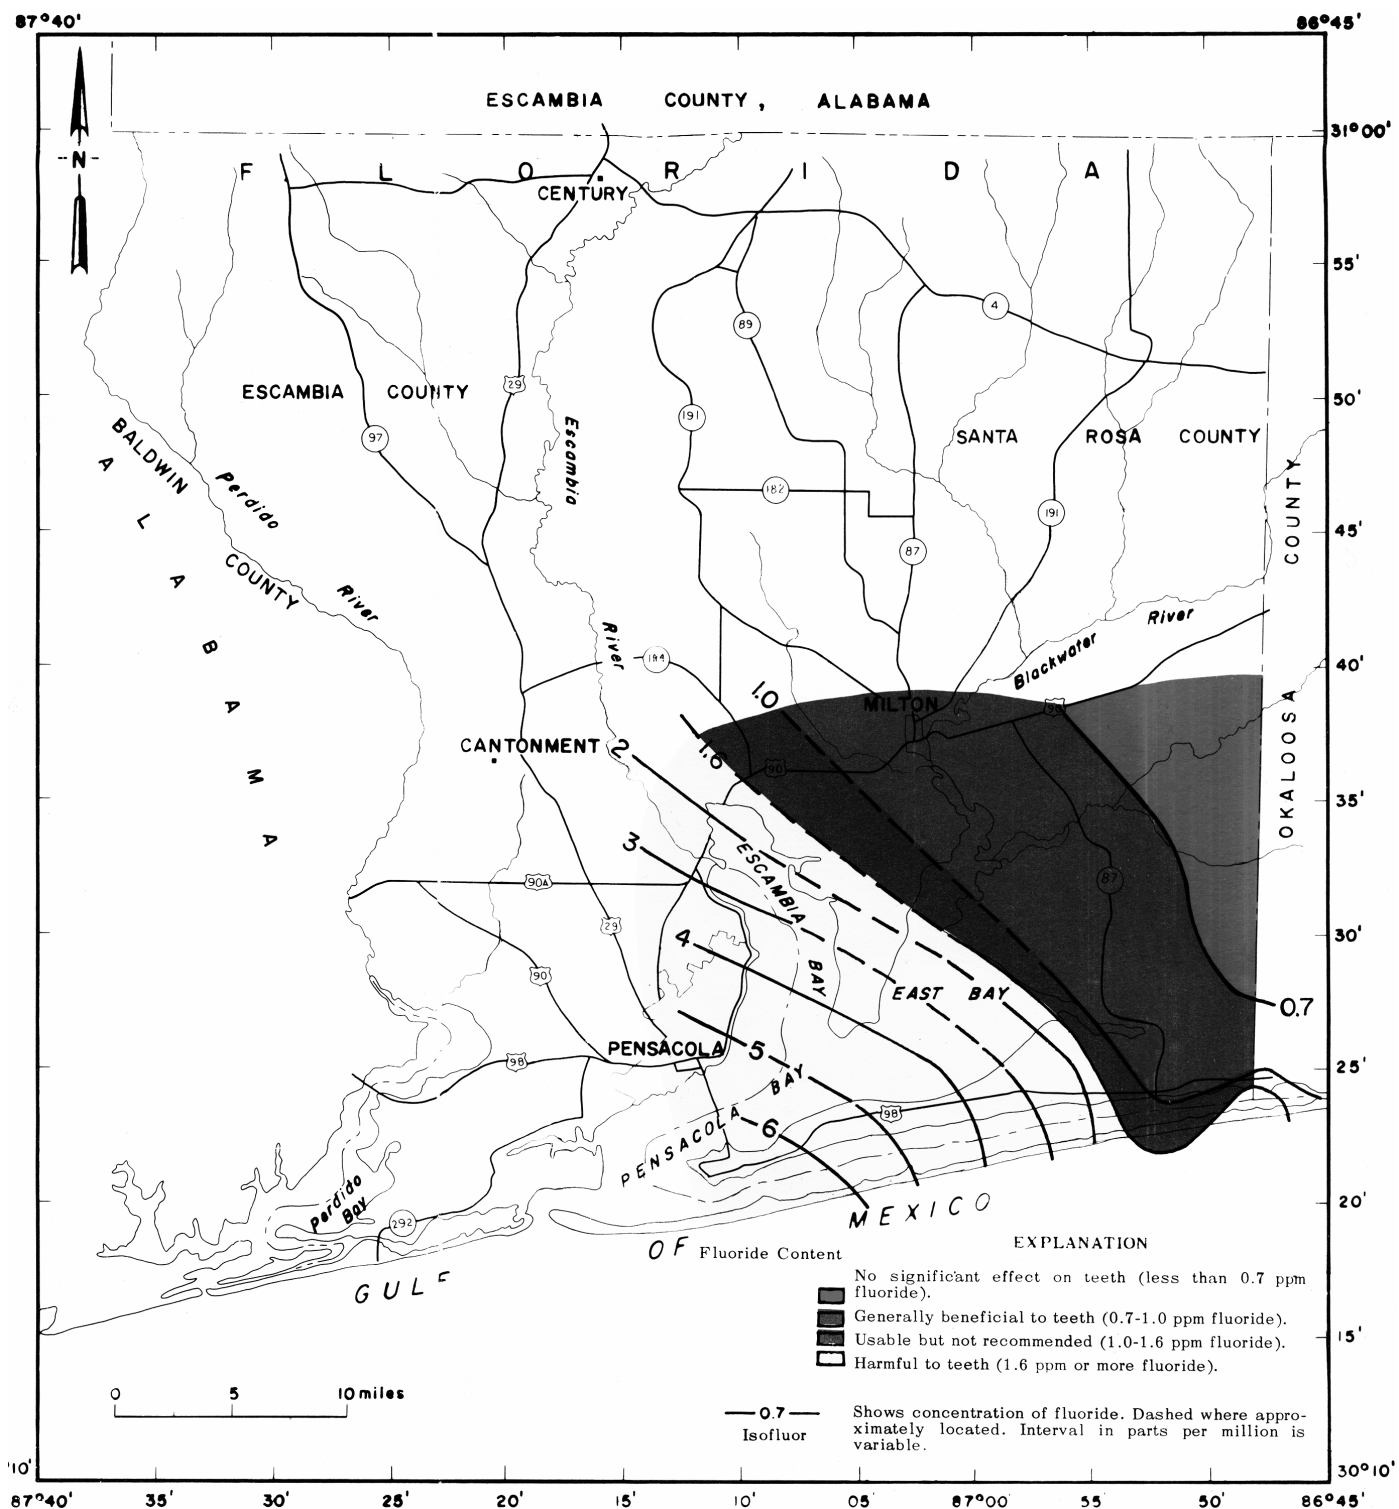 87°40'
86°45'
ESCAMBIA COUNTY, ALABAMA
31°00'
N
F L O R I D A
CENTURY
55'
4
89
ESCAMBIA COUNTY
29
50'
191
97
SANTA ROSA COUNTY
BALDWIN COUNTY
ALABAMA
Perdido River
Escambia River
182
191
87
45'
OKALOOSA COUNTY
Blackwater River
184
40'
1.0
MILTON
90
CANTONMENT
2
1.6
90
35'
3
ESCAMBIA BAY
90A
87
29
4
30'
90
EAST BAY
0.7
PENSACOLA
5
98
25'
PENSACOLA BAY
98
6
Perdido Bay
292
20'
GULF OF MEXICO
Fluoride Content
EXPLANATION
No significant effect on teeth (less than 0.7 ppm
fluoride).
Generally beneficial to teeth (0.7-1.0 ppm fluoride).
15'
Usable but not recommended (1.0-1.6 ppm fluoride).
Harmful to teeth (1.6 ppm or more fluoride).
0 5 10 miles
0.7
Isofluor
Shows concentration of fluoride. Dashed where appro-
ximately located. Interval in parts per million is
variable.
'10'
30°10'
87°40' 35' 30' 25' 20' 15' 10' 05' 87°00' 55' 50' 86°45'